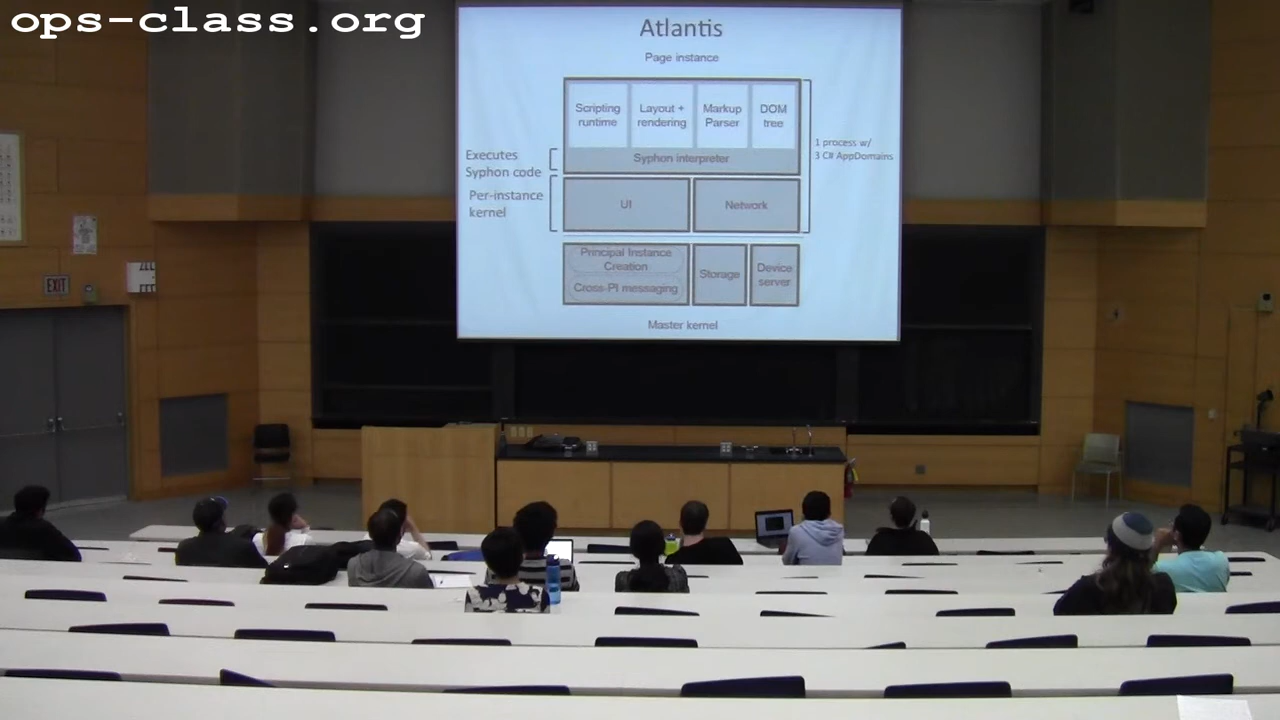 ops-class.org
Atlantis
Page instance
Scripting
runtime
Layout +
rendering
Markup
Parser
DOM
tree
Executes
Syphon code
Syphon interpreter
1 process w/
3 C# AppDomains
Per-instance
kernel
UI
Network
Principal Instance
Creation
Cross-PI messaging
Storage
Device
server
Master kernel
EXIT